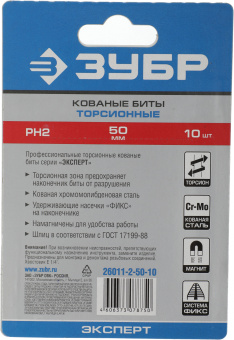 ЗУБР
КОВАНЫЕ БИТЫ
ТОРСИОННЫЕ
PH2
50
ММ
10 шт
Профессиональные торсионные кованые
биты серии «ЭКСПЕРТ»
• Торсионная зона предохраняет
наконечник биты от разрушения
• Кованая хромомолибденовая сталь
• Удерживающие насечки «ФИКС»
на наконечнике
• Намагничены для удобства работы
• Шлиц в соответствии с ГОСТ 17199-88
ТОРСИОН
Cr-Mo
КОВАНАЯ
СТАЛЬ
МАГНИТ
СИСТЕМА
ФИКС
www.zubr.ru
26011-2-50-10
ЭКСПЕРТ